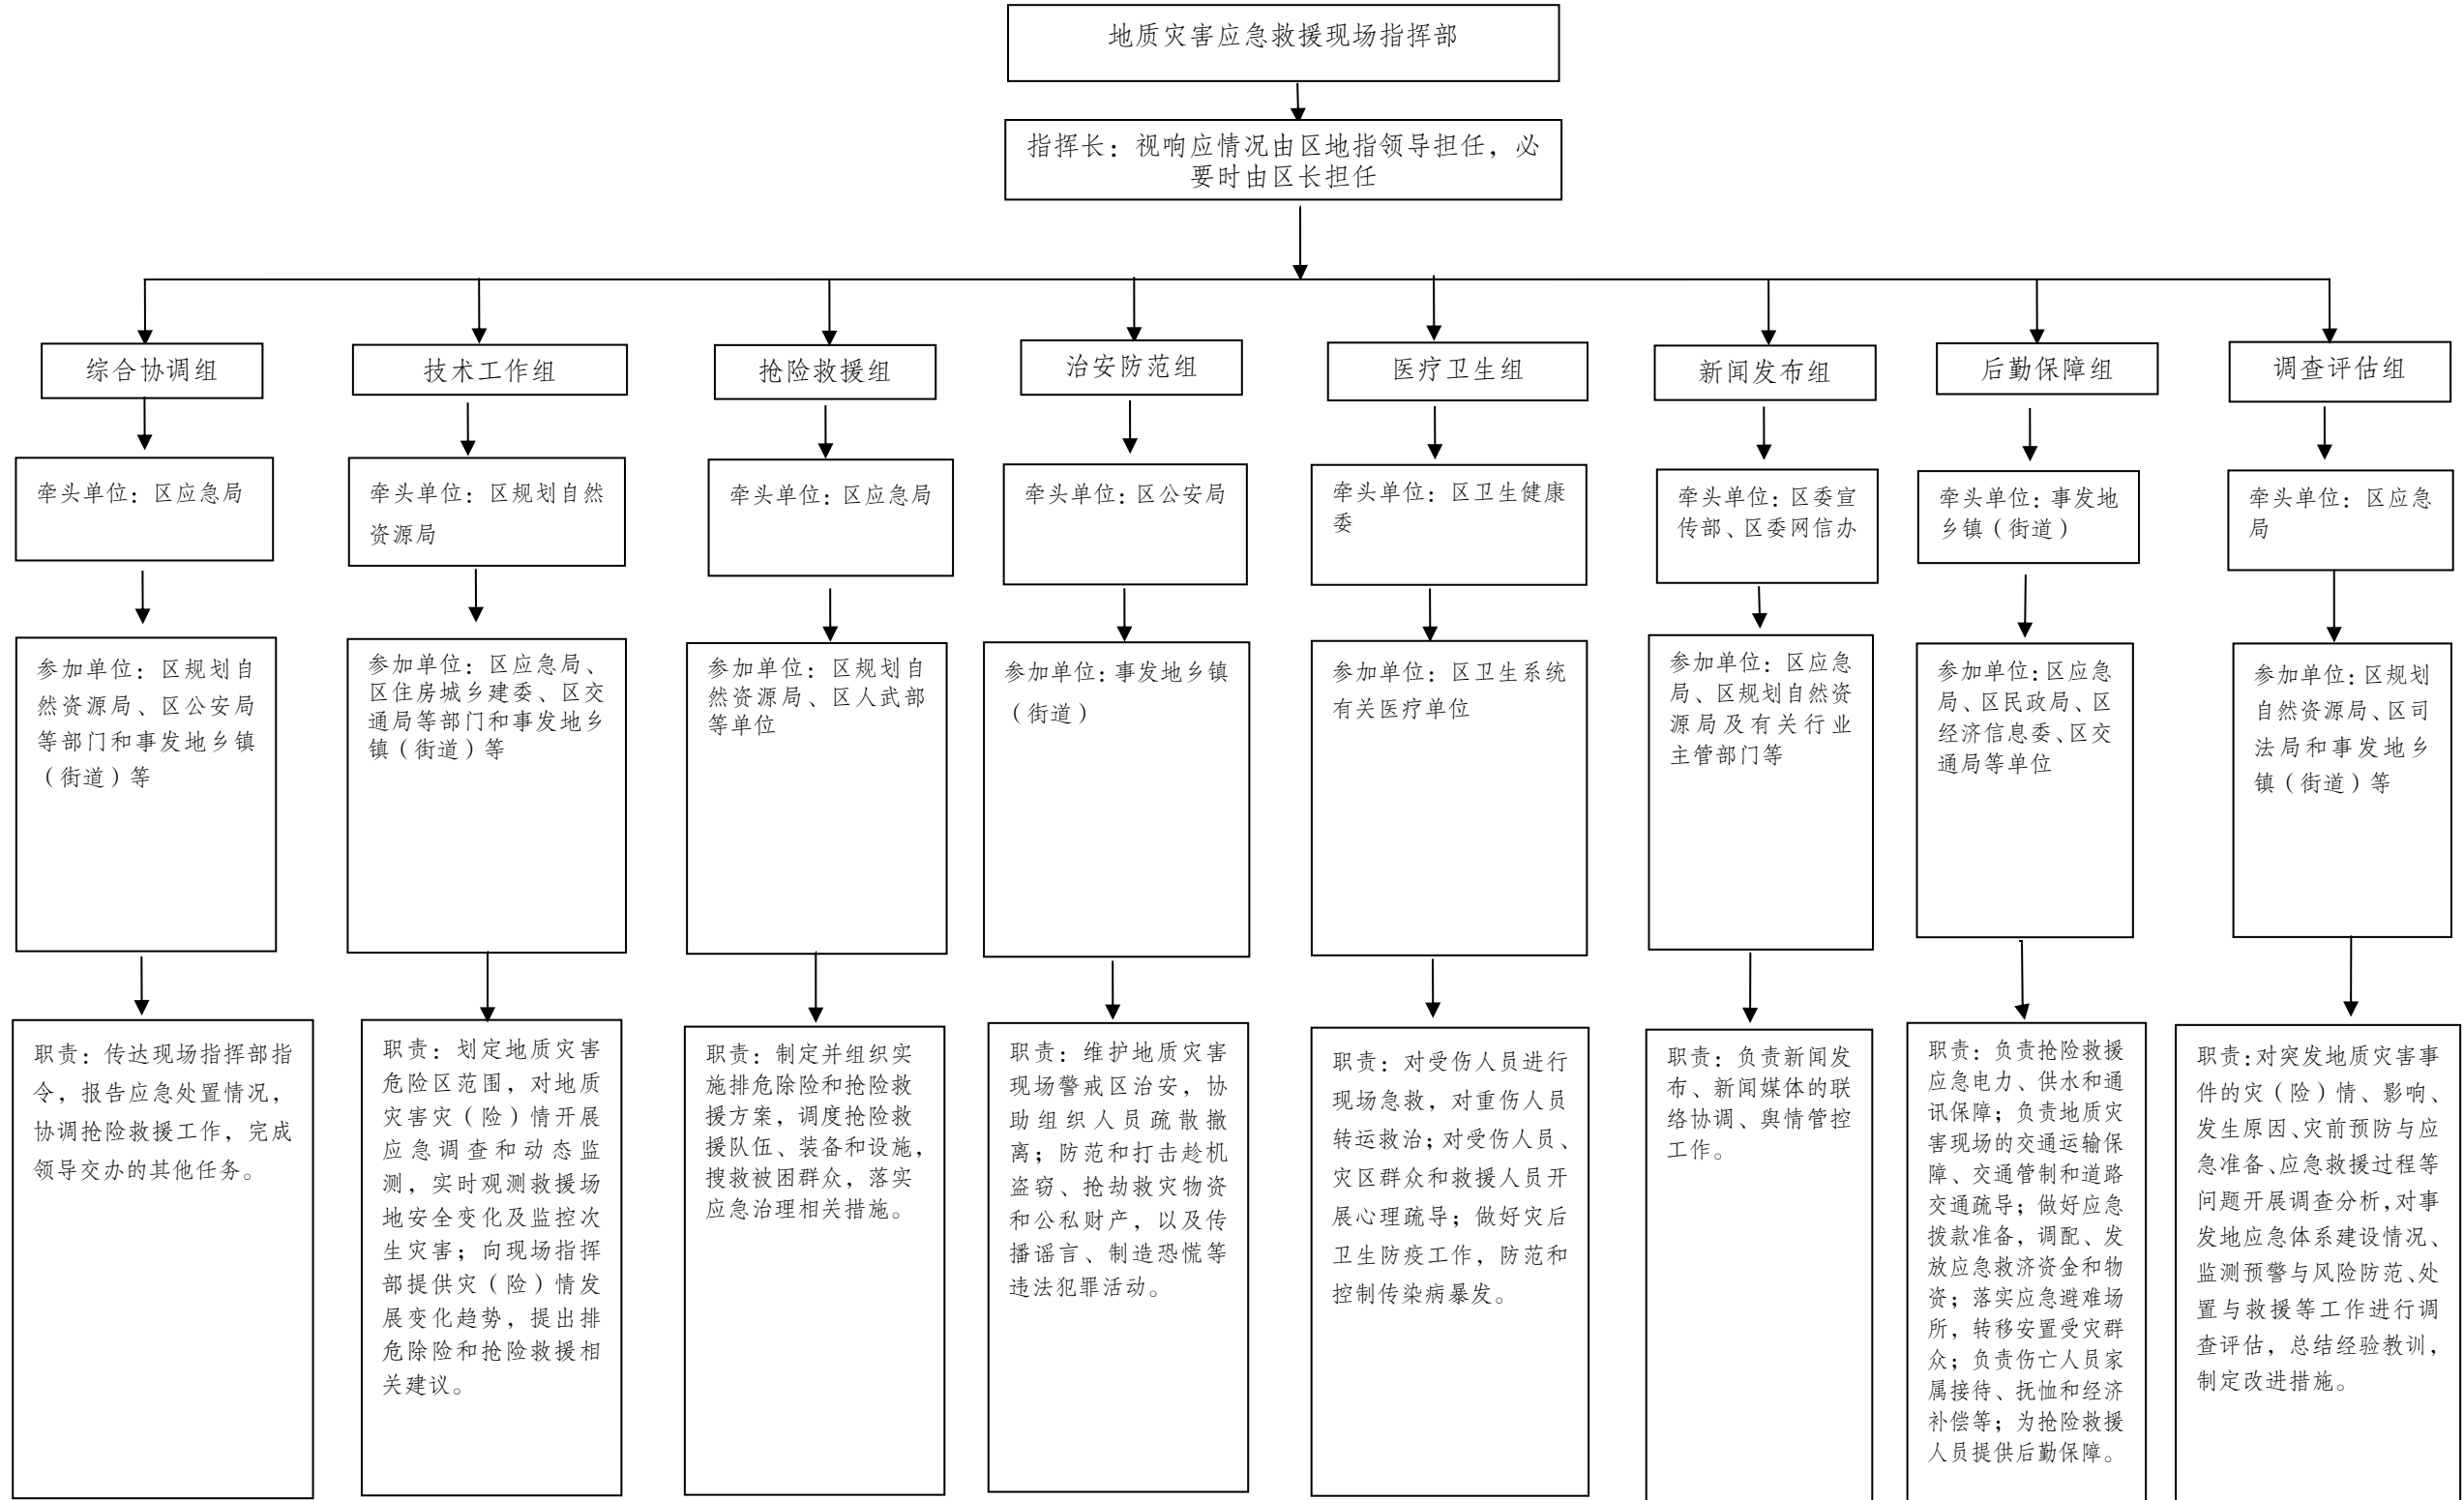 地质灾害应急救援现场指挥部
指挥长：视响应情况由区地指领导担任，必
要时由区长担任
综合协调组
牵头单位：区应急局
参加单位：区规划自
然资源局、区公安局
等部门和事发地乡镇
（街道）等
职责：传达现场指挥部指
令，报告应急处置情况，
协调抢险救援工作，完成
领导交办的其他任务。
技术工作组
牵头单位：区规划自然
资源局
参加单位：区应急局、
区住房城乡建委、区交
通局等部门和事发地乡
镇（街道）等
职责：划定地质灾害
危险区范围，对地质
灾害灾（险）情开展
应急调查和动态监
测，实时观测救援场
地安全变化及监控次
生灾害；向现场指挥
部提供灾（险）情发
展变化趋势，提出排
危除险和抢险救援相
关建议。
抢险救援组
牵头单位：区应急局
参加单位：区规划自
然资源局、区人武部
等单位
职责：制定并组织实
施排危除险和抢险救
援方案，调度抢险救
援队伍、装备和设施，
搜救被困群众，落实
应急治理相关措施。
治安防范组
牵头单位：区公安局
参加单位：事发地乡镇
（街道）
职责：维护地质灾害
现场警戒区治安，协
助组织人员疏散撤
离；防范和打击趁机
盗窃、抢劫救灾物资
和公私财产，以及传
播谣言、制造恐慌等
违法犯罪活动。
医疗卫生组
牵头单位：区卫生健康
委
参加单位：区卫生系统
有关医疗单位
职责：对受伤人员进行
现场急救，对重伤人员
转运救治；对受伤人员、
灾区群众和救援人员开
展心理疏导；做好灾后
卫生防疫工作，防范和
控制传染病暴发。
新闻发布组
牵头单位：区委宣
传部、区委网信办
参加单位：区应急
局、区规划自然资
源局及有关行业
主管部门等
职责：负责新闻发
布、新闻媒体的联
络协调、舆情管控
工作。
后勤保障组
牵头单位：事发地
乡镇（街道）
参加单位：区应急
局、区民政局、区
经济信息委、区交
通局等单位
职责：负责抢险救援
应急电力、供水和通
讯保障；负责地质灾
害现场的交通运输保
障、交通管制和道路
交通疏导；做好应急
拨款准备，调配、发
放应急救济资金和物
资；落实应急避难场
所，转移安置受灾群
众；负责伤亡人员家
属接待、抚恤和经济
补偿等；为抢险救援
人员提供后勤保障。
调查评估组
牵头单位：区应急
局
参加单位：区规划
自然资源局、区司
法局和事发地乡
镇（街道）等
职责：对突发地质灾害事
件的灾（险）情、影响、
发生原因、灾前预防与应
急准备、应急救援过程等
问题开展调查分析，对事
发地应急体系建设情况、
监测预警与风险防范、处
置与救援等工作进行调
查评估，总结经验教训，
制定改进措施。